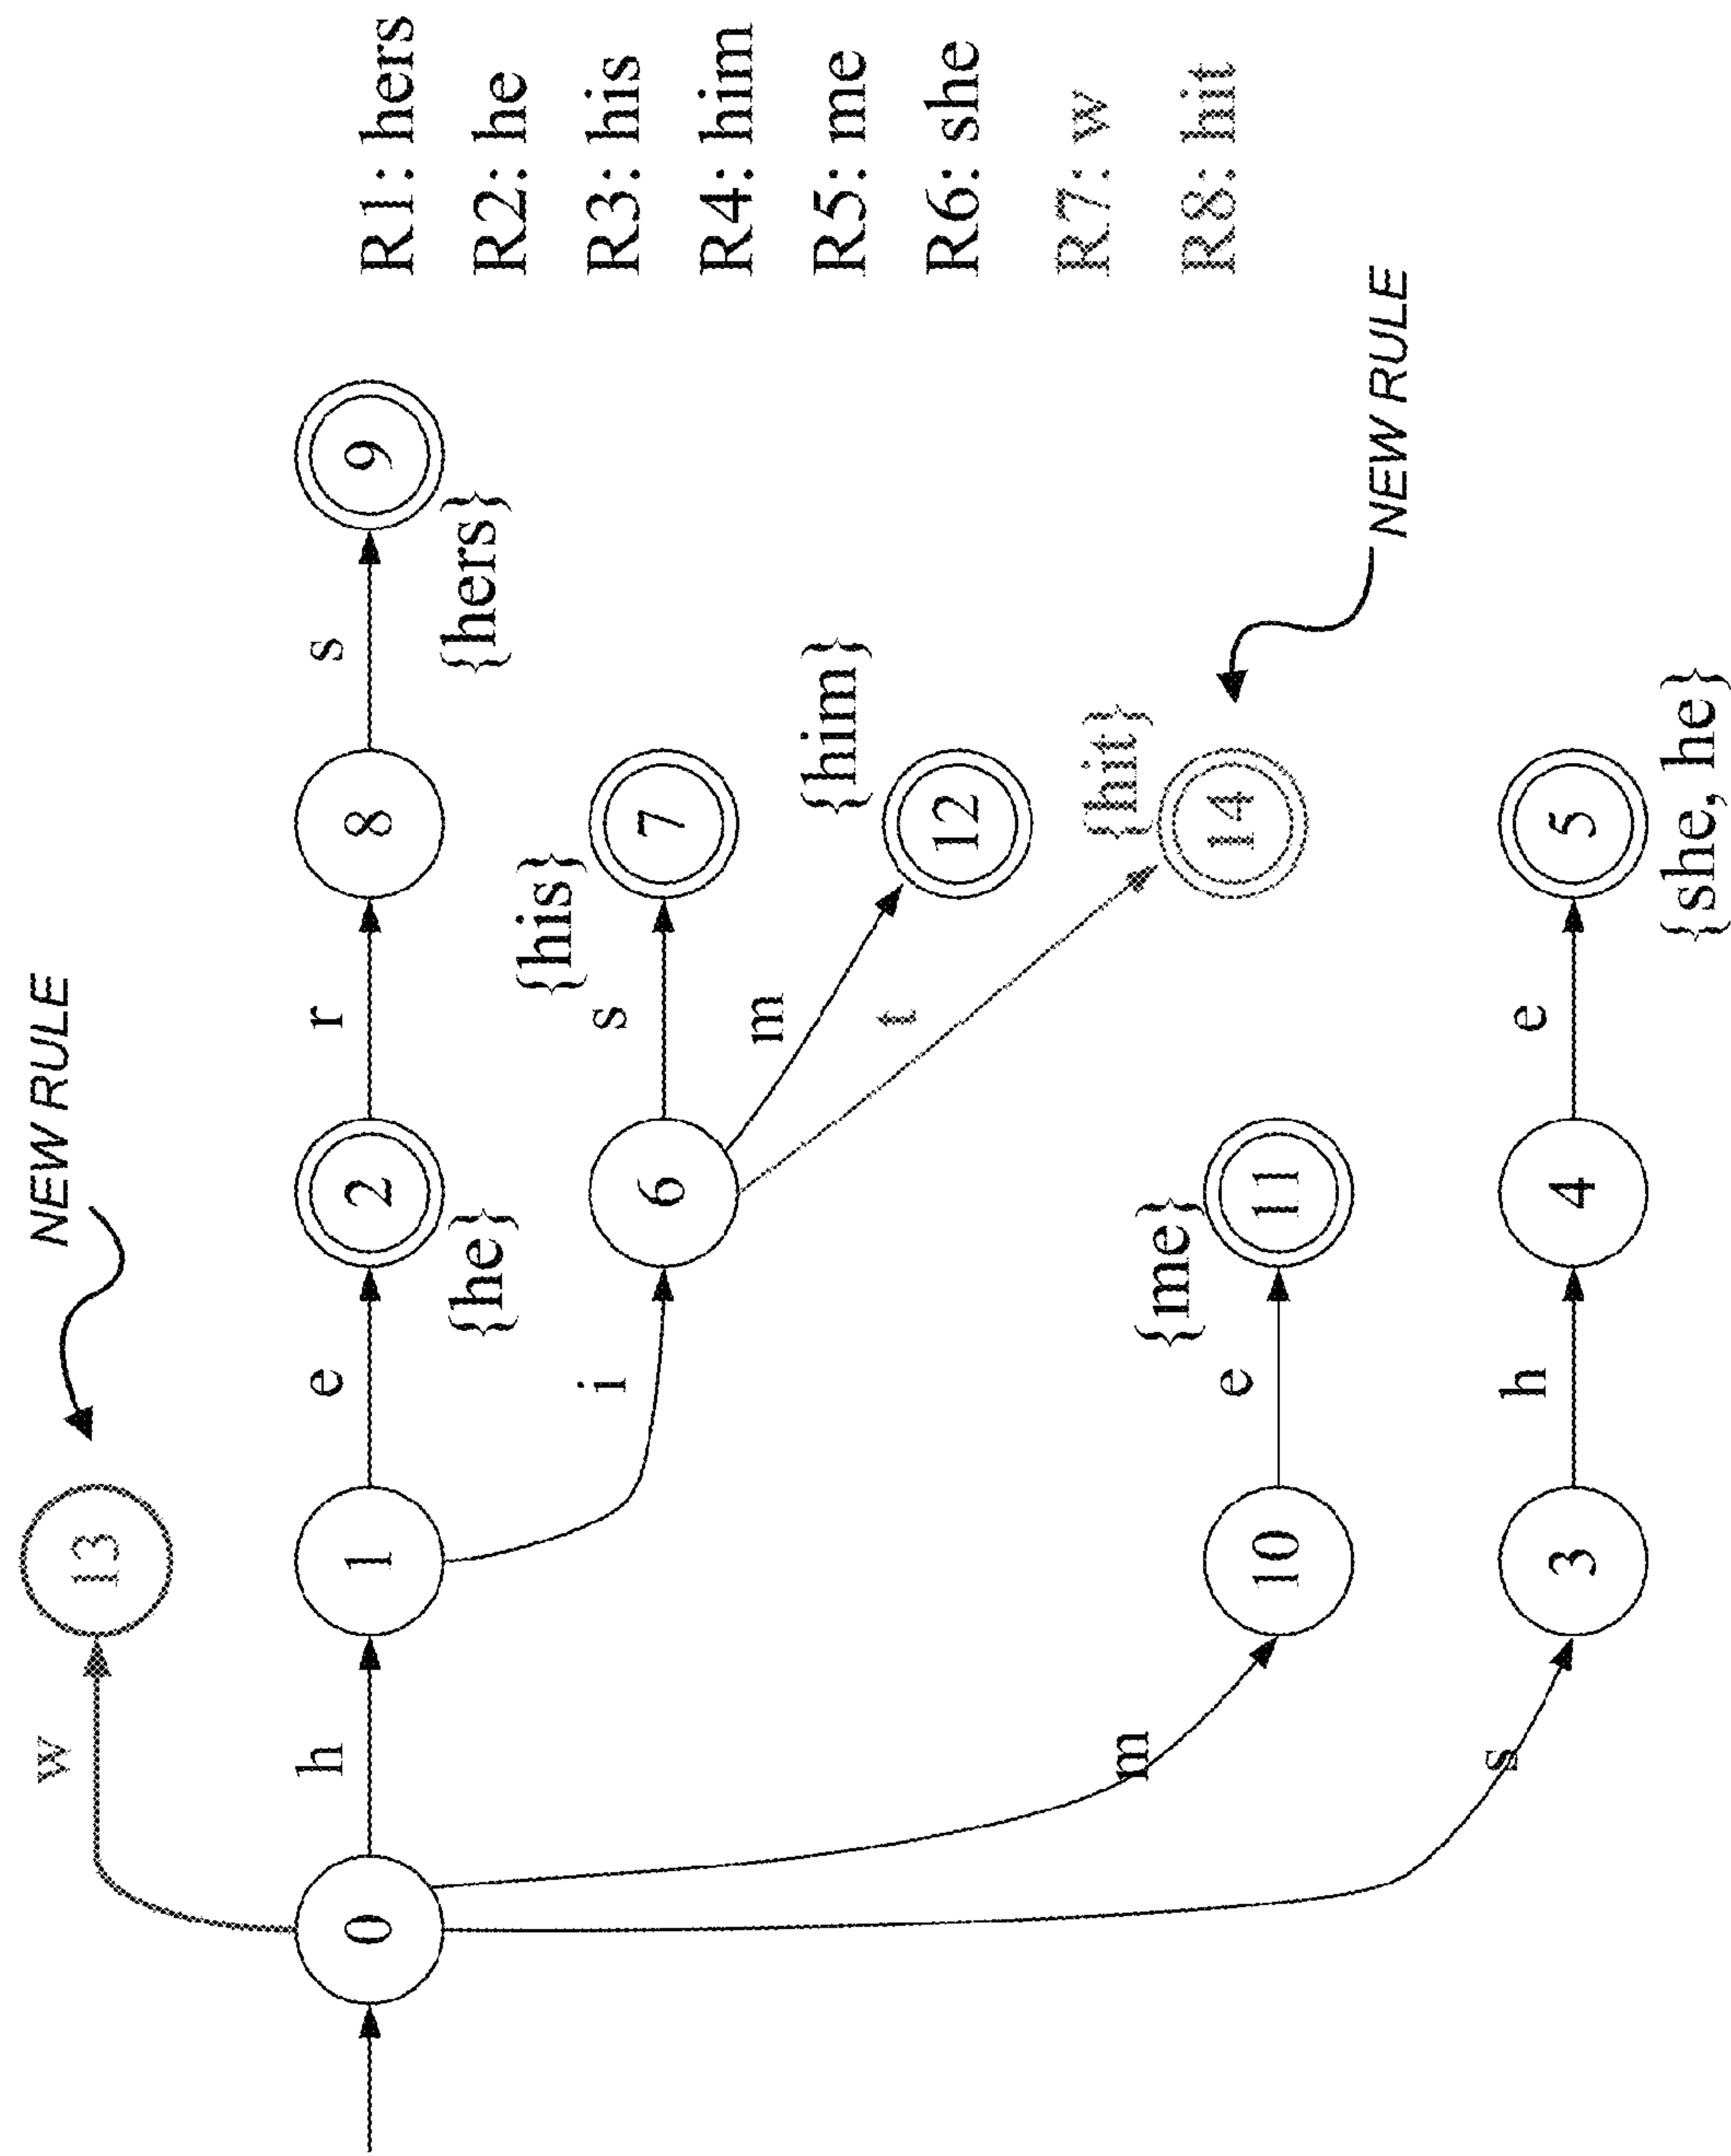 NEW RULE
w
13
0
h
1
e
2
{he}
r
8
s
9
{hers}
i
6
s
7
{his}
m
12
{him}
t
14
{hit}
NEW RULE
m
10
e
11
{me}
s
3
h
4
e
5
{she, he}
R1: hers
R2: he
R3: his
R4: him
R5: me
R6: she
R7: w
R8: hit